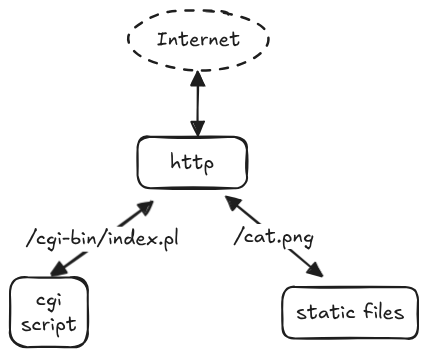 Internet
http
/cgi-bin/index.pl
/cat.png
cgi
script
static files